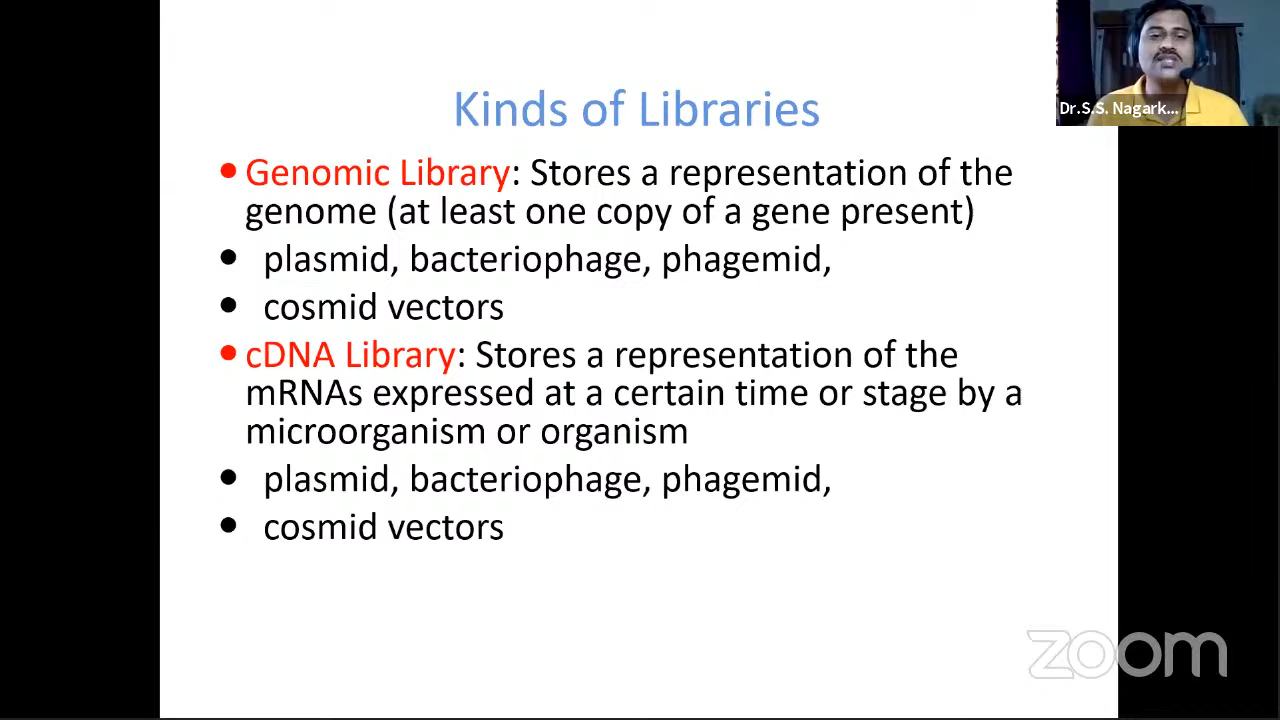 Kinds of Libraries
• Genomic Library: Stores a representation of the
genome (at least one copy of a gene present)
• plasmid, bacteriophage, phagemid,
• cosmid vectors
• cDNA Library: Stores a representation of the
mRNAs expressed at a certain time or stage by a
microorganism or organism
• plasmid, bacteriophage, phagemid,
• cosmid vectors
Dr.S.S. Nagark...
zoom